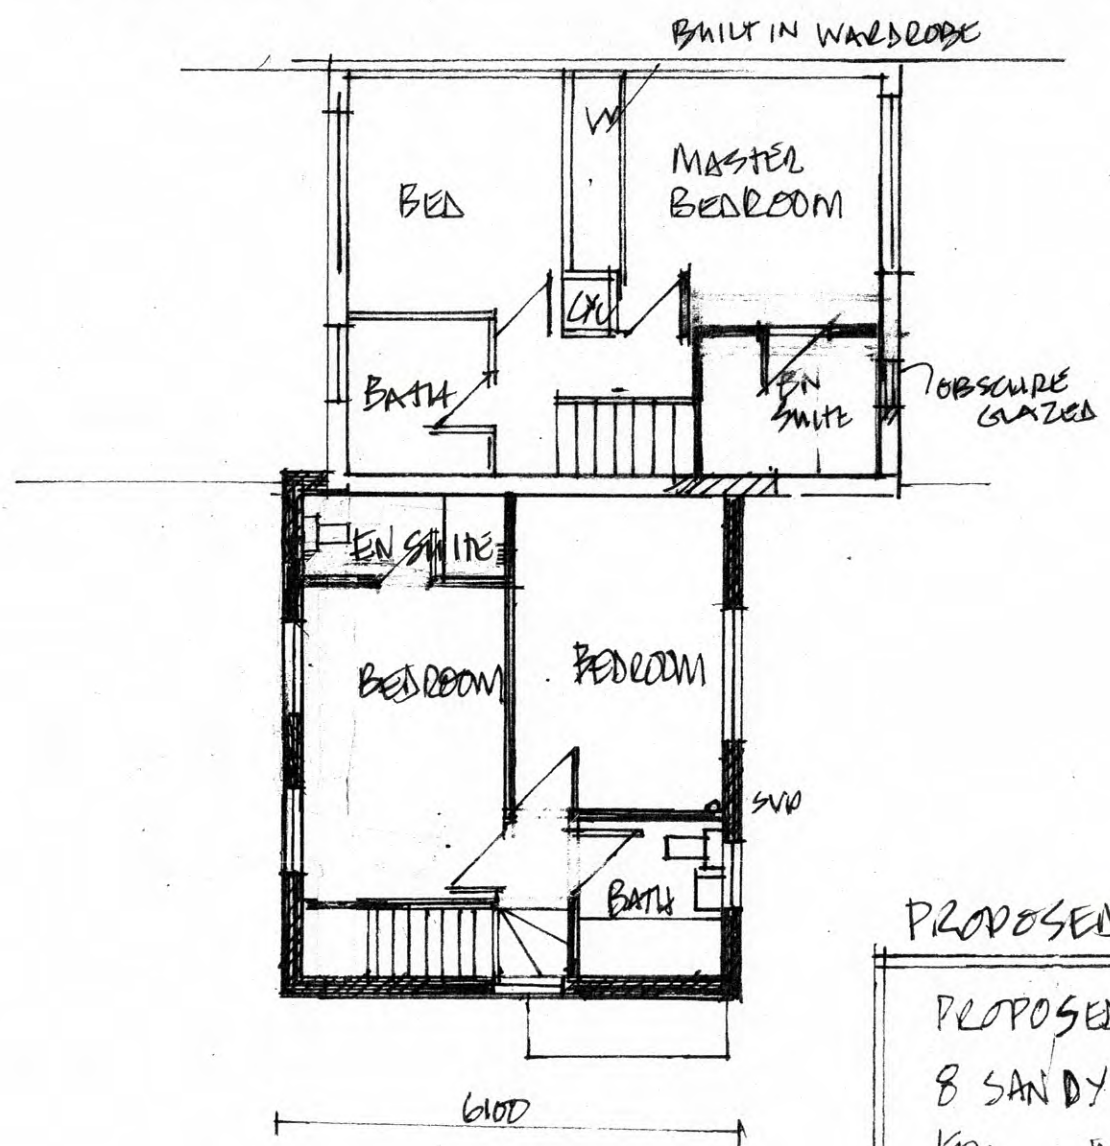 BUILT IN WARDROBE
W
MASTER
BEDROOM
BED
CYL
BATH
EN
SUITE
OBSCURE
GLAZED
EN SUITE
BEDROOM
BEDROOM
SVP
BATH
PROPOSED
PROPOSED
8 SANDY
6100